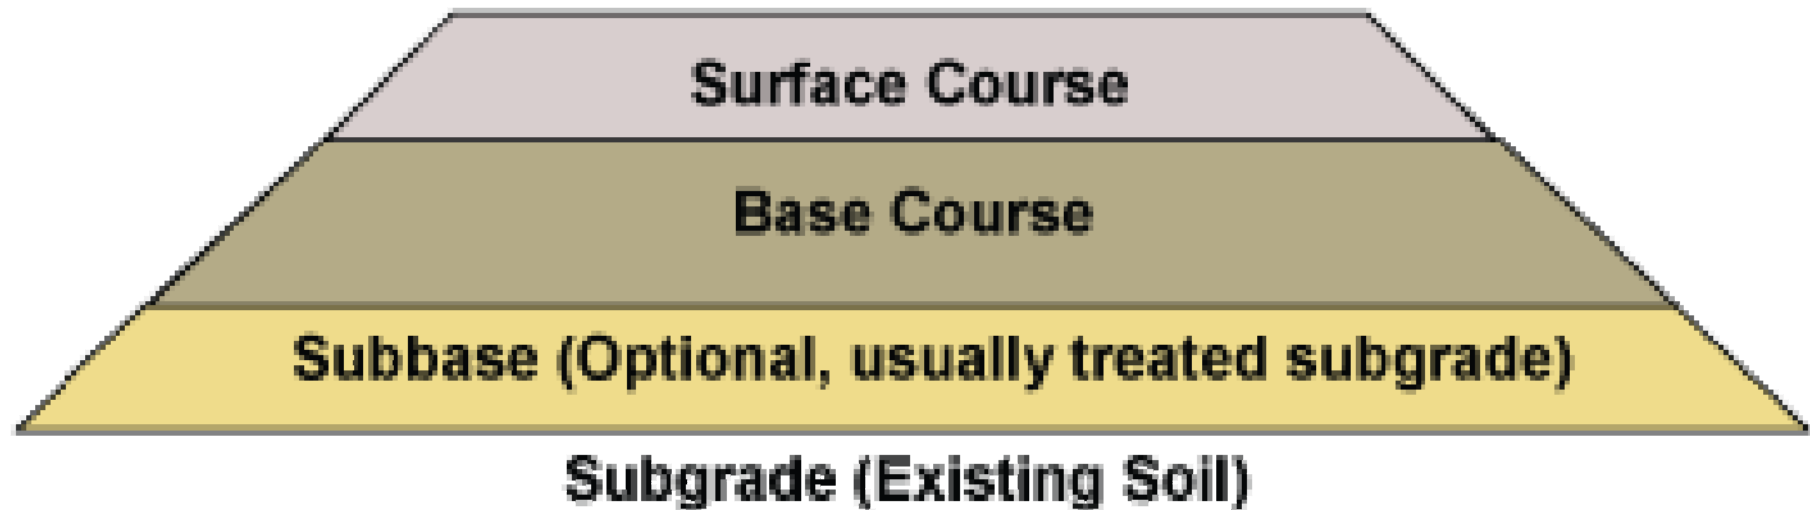 Surface Course
Base Course
Subbase (Optional, usually treated subgrade)
Subgrade (Existing Soil)